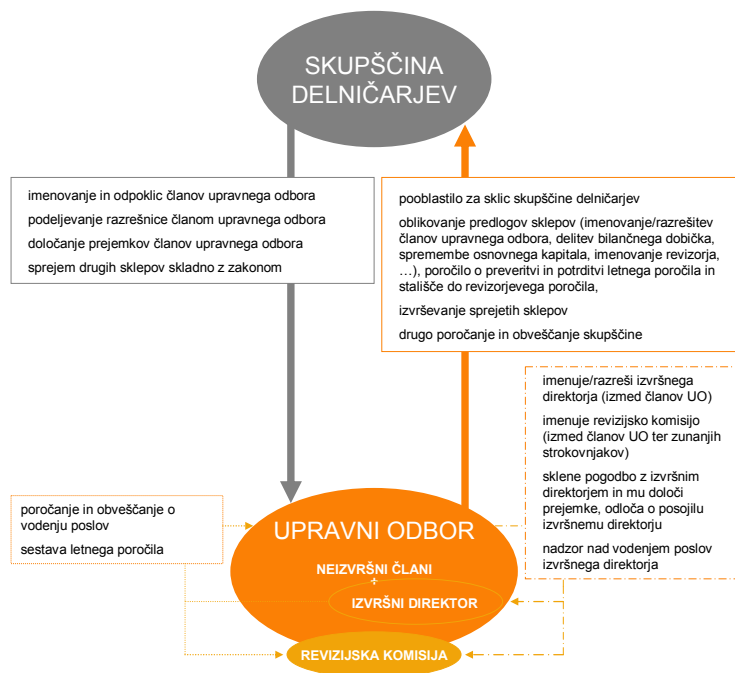 SKUPŠČINA
DELNIČARJEV
imenovanje in odpoklic članov upravnega odbora
podeljevanje razrešnice članom upravnega odbora
določanje prejemkov članov upravnega odbora
sprejem drugih sklepov skladno z zakonom
pooblastilo za sklic skupščine delničarjev
oblikovanje predlogov sklepov (imenovanje/razrešitev
članov upravnega odbora, delitev bilančnega dobička,
spremembe osnovnega kapitala, imenovanje revizorja,
…), poročilo o preveritvi in potrditvi letnega poročila in
stališče do revizorjevega poročila,
izvrševanje sprejetih sklepov
drugo poročanje in obveščanje skupščine
imenuje/razreši izvršnega
direktorja (izmed članov UO)
imenuje revizijsko komisijo
(izmed članov UO ter zunanjih
strokovnjakov)
sklene pogodbo z izvršnim
direktorjem in mu določi
prejemke, odloča o posojilu
izvršnemu direktorju
nadzor nad vodenjem poslov
izvršnega direktorja
poročanje in obveščanje o
vodenju poslov
sestava letnega poročila
UPRAVNI ODBOR
NEIZVRŠNI ČLANI
+
IZVRŠNI DIREKTOR
REVIZIJSKA KOMISIJA